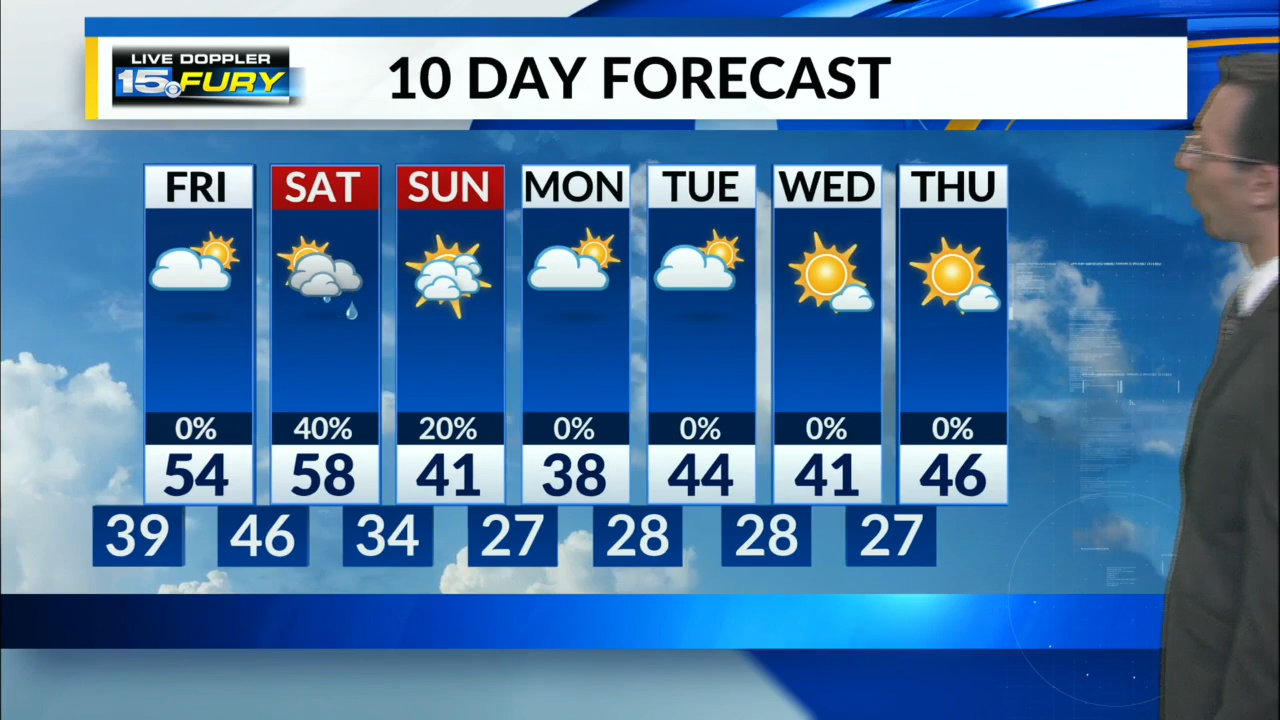 LIVE DOPPLER
15 FURY
10 DAY FORECAST
FRI SAT SUN MON TUE WED THU
0% 40% 20% 0% 0% 0% 0%
54 58 41 38 44 41 46
39 46 34 27 28 28 27